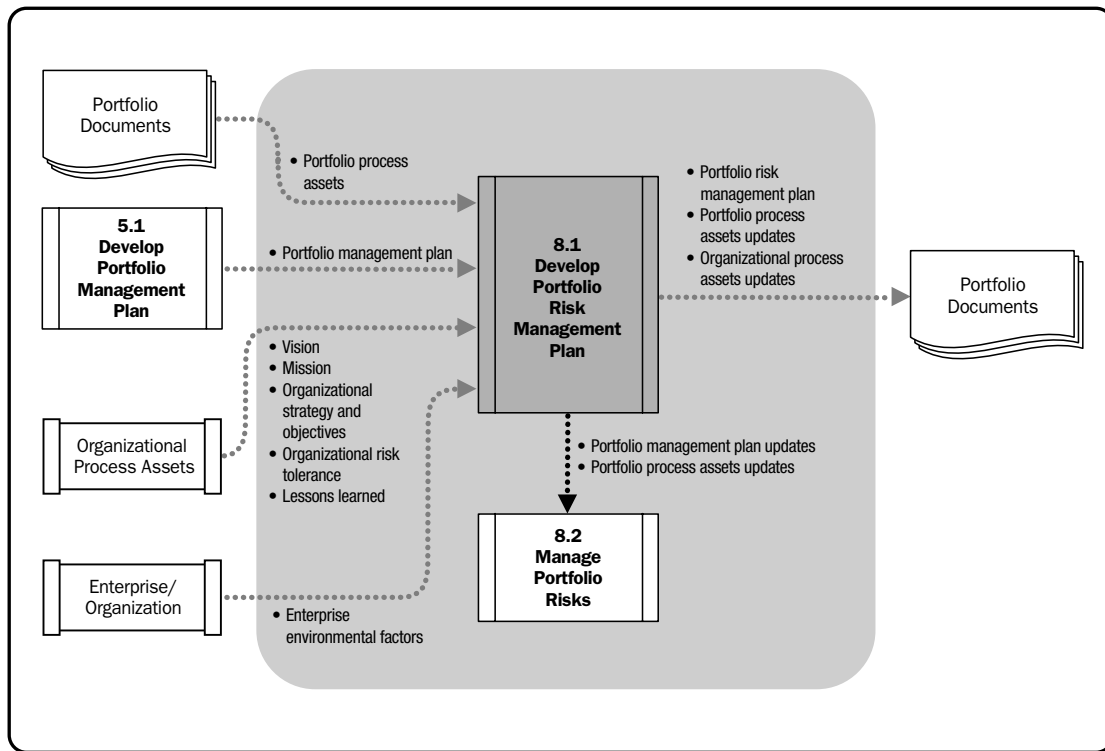 Portfolio
Documents
• Portfolio process
assets
5.1
Develop
Portfolio
Management
Plan
• Portfolio management plan
Organizational
Process Assets
• Vision
• Mission
• Organizational
strategy and
objectives
• Organizational risk
tolerance
• Lessons learned
Enterprise/
Organization
• Enterprise
environmental factors
8.1
Develop
Portfolio
Risk
Management
Plan
• Portfolio risk
management plan
• Portfolio process
assets updates
• Organizational process
assets updates
Portfolio
Documents
• Portfolio management plan updates
• Portfolio process assets updates
8.2
Manage
Portfolio
Risks